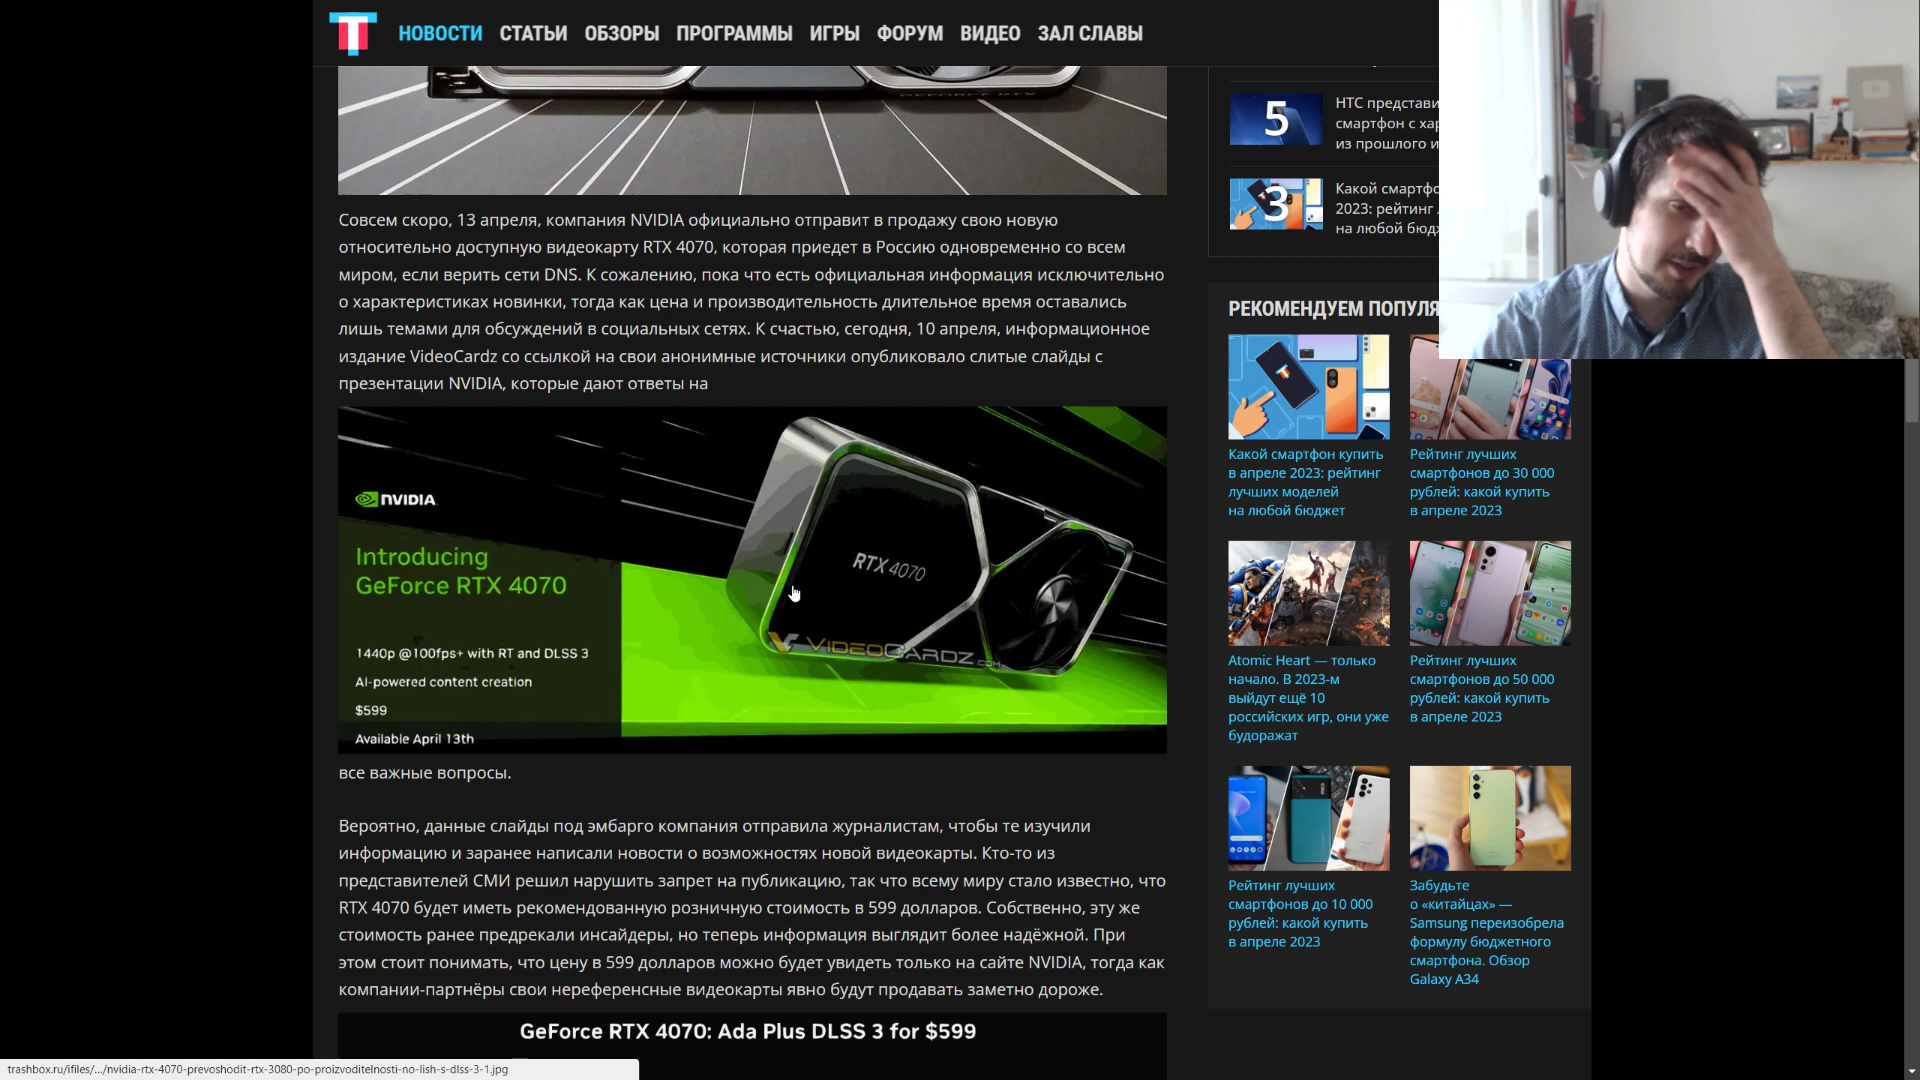 НОВОСТИ СТАТЬИ ОБЗОРЫ ПРОГРАММЫ ИГРЫ ФОРУМ ВИДЕО ЗАЛ СЛАВЫ
Совсем скоро, 13 апреля, компания NVIDIA официально отправит в продажу свою новую
относительно доступную видеокарту RTX 4070, которая приедет в Россию одновременно со всем
миром, если верить сети DNS. К сожалению, пока что есть официальная информация исключительно
о характеристиках новинки, тогда как цена и производительность длительное время оставались
лишь темами для обсуждений в социальных сетях. К счастью, сегодня, 10 апреля, информационное
издание VideoCardz со ссылкой на свои анонимные источники опубликовало слитые слайды с
презентации NVIDIA, которые дают ответы на
NVIDIA
Introducing
GeForce RTX 4070
1440p @100fps+ with RT and DLSS 3
AI-powered content creation
$599
Available April 13th
RTX 4070
VIDEOCARDZ.COM
все важные вопросы.
Вероятно, данные слайды под эмбарго компания отправила журналистам, чтобы те изучили
информацию и заранее написали новости о возможностях новой видеокарты. Кто-то из
представителей СМИ решил нарушить запрет на публикацию, так что всему миру стало известно, что
RTX 4070 будет иметь рекомендованную розничную стоимость в 599 долларов. Собственно, эту же
стоимость ранее предрекали инсайдеры, но теперь информация выглядит более надёжной. При
этом стоит понимать, что цену в 599 долларов можно будет увидеть только на сайте NVIDIA, тогда как
компании-партнёры свои нереференсные видеокарты явно будут продавать заметно дороже.
GeForce RTX 4070: Ada Plus DLSS 3 for $599
5
HTC представи
смартфон с хар
из прошлого и
3
Какой смартфо
2023: рейтинг
на любой бюдж
РЕКОМЕНДУЕМ ПОПУЛЯ
Какой смартфон купить
в апреле 2023: рейтинг
лучших моделей
на любой бюджет
Рейтинг лучших
смартфонов до 30 000
рублей: какой купить
в апреле 2023
Atomic Heart — только
начало. В 2023-м
выйдут ещё 10
российских игр, они уже
будоражат
Рейтинг лучших
смартфонов до 50 000
рублей: какой купить
в апреле 2023
Рейтинг лучших
смартфонов до 10 000
рублей: какой купить
в апреле 2023
Забудьте
о «китайцах» —
Samsung переизобрела
формулу бюджетного
смартфона. Обзор
Galaxy A34
trashbox.ru/ifiles/.../nvidia-rtx-4070-prevoshodit-rtx-3080-po-proizvoditelnosti-no-lish-s-dlss-3-1.jpg